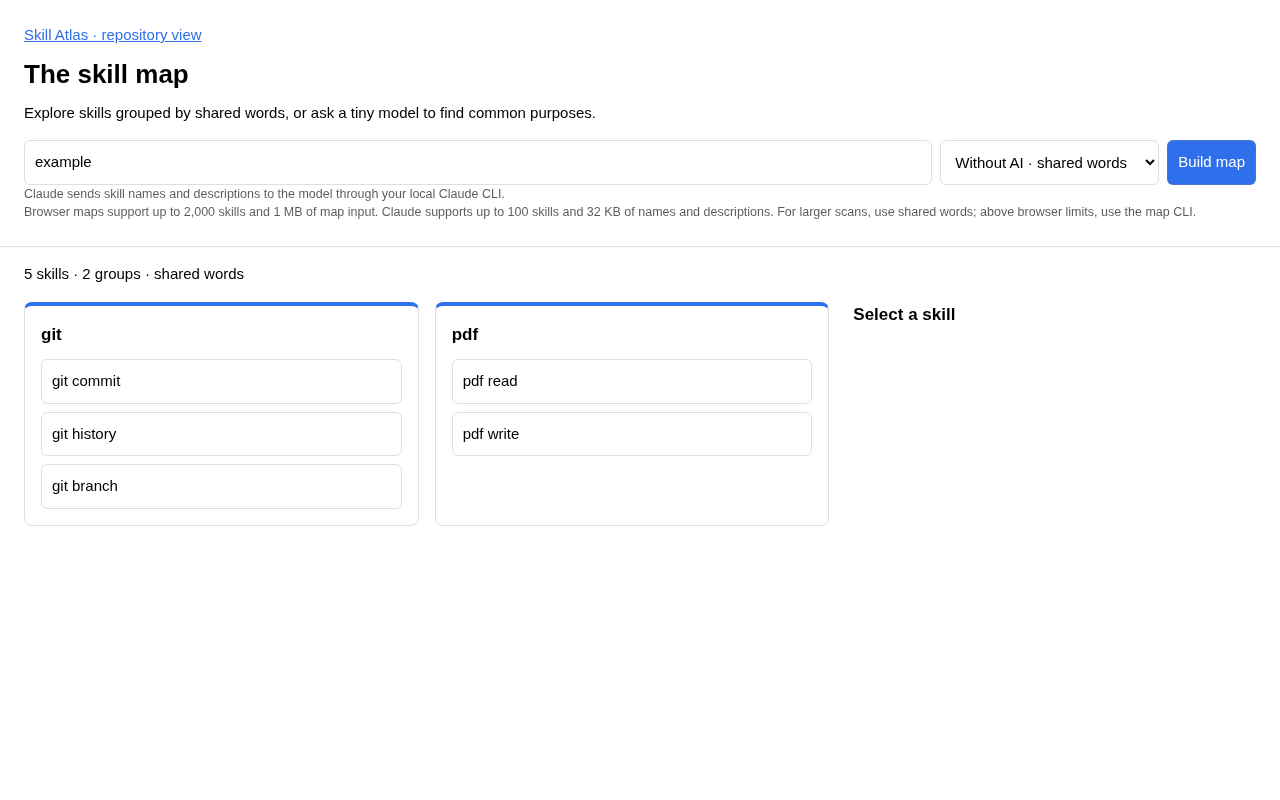 Skill Atlas · repository view
The skill map
Explore skills grouped by shared words, or ask a tiny model to find common purposes.
example
Without AI · shared words
Build map
Claude sends skill names and descriptions to the model through your local Claude CLI.
Browser maps support up to 2,000 skills and 1 MB of map input. Claude supports up to 100 skills and 32 KB of names and descriptions. For larger scans, use shared words; above browser limits, use the map CLI.
5 skills · 2 groups · shared words
git
git commit
git history
git branch
pdf
pdf read
pdf write
Select a skill